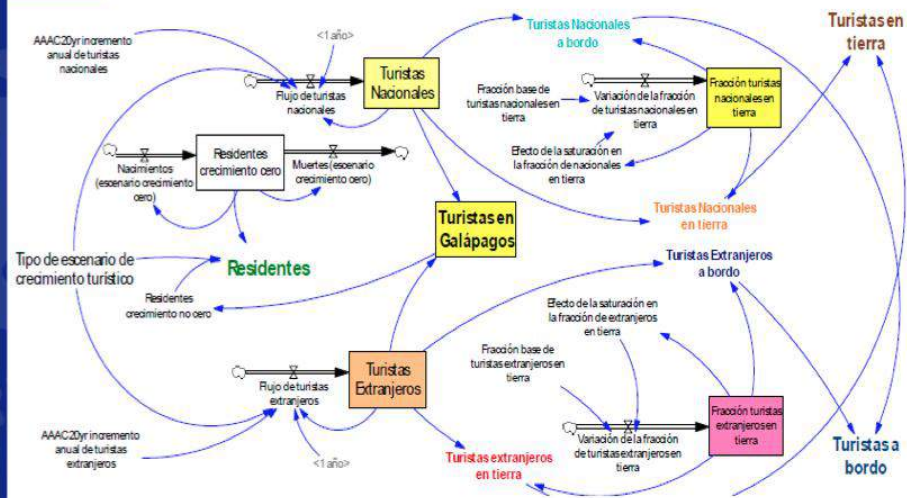 AAAC20yr incremento
anual de turistas
nacionales
<1 año>
Flujo de turistas
nacionales
Turistas
Nacionales
Turistas Nacionales
a bordo
Turistas en
tierra
Fracción base de
turistas nacionales en
tierra
Variación de la fracción
de turistas nacionales en
tierra
Fracción turistas
nacionales en
tierra
Efecto de la saturación en
la fracción de nacionales
en tierra
Nacimientos
(escenario crecimiento
cero)
Residentes
crecimiento cero
Muertes (escenario
crecimiento cero)
Turistas en
Galápagos
Turistas Nacionales
en tierra
Tipo de escenario de
crecimiento turístico
Residentes
Residentes
crecimiento no cero
Turistas Extranjeros
a bordo
Efecto de la saturación en
la fracción de extranjeros
en tierra
Fracción base de
turistas extranjeros en
tierra
Flujo de turistas
extranjeros
Turistas
Extranjeros
Variación de la fracción
de turistas extranjeros en
tierra
Fracción turistas
extranjeros en
tierra
AAAC20yr incremento
anual de turistas
extranjeros
<1 año>
Turistas extranjeros
en tierra
Turistas a
bordo